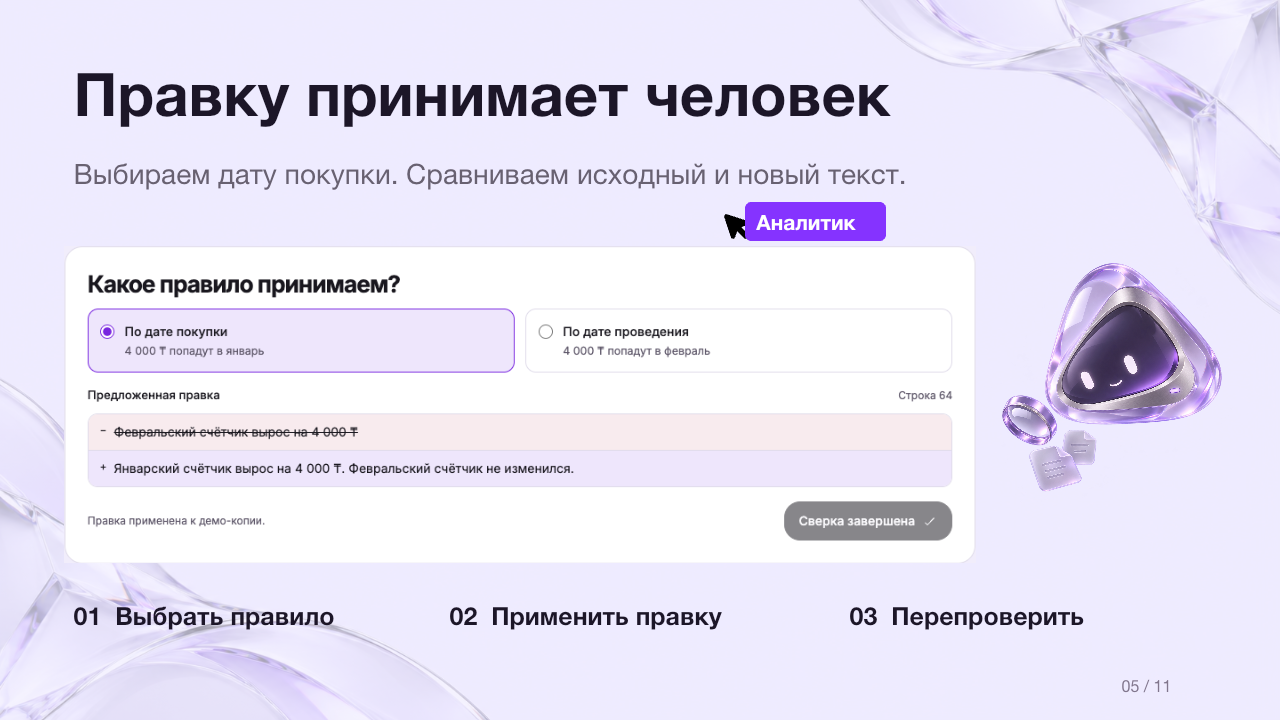 Правку принимает человек
Выбираем дату покупки. Сравниваем исходный и новый текст.
Аналитик
Какое правило принимаем?
По дате покупки
4 000 ₸ попадут в январь
По дате проведения
4 000 ₸ попадут в февраль
Предложенная правка
Строка 64
− Февральский счётчик вырос на 4 000 ₸
+ Январский счётчик вырос на 4 000 ₸. Февральский счётчик не изменился.
Правка применена к демо-копии.
Сверка завершена ✓
01 Выбрать правило
02 Применить правку
03 Перепроверить
05 / 11